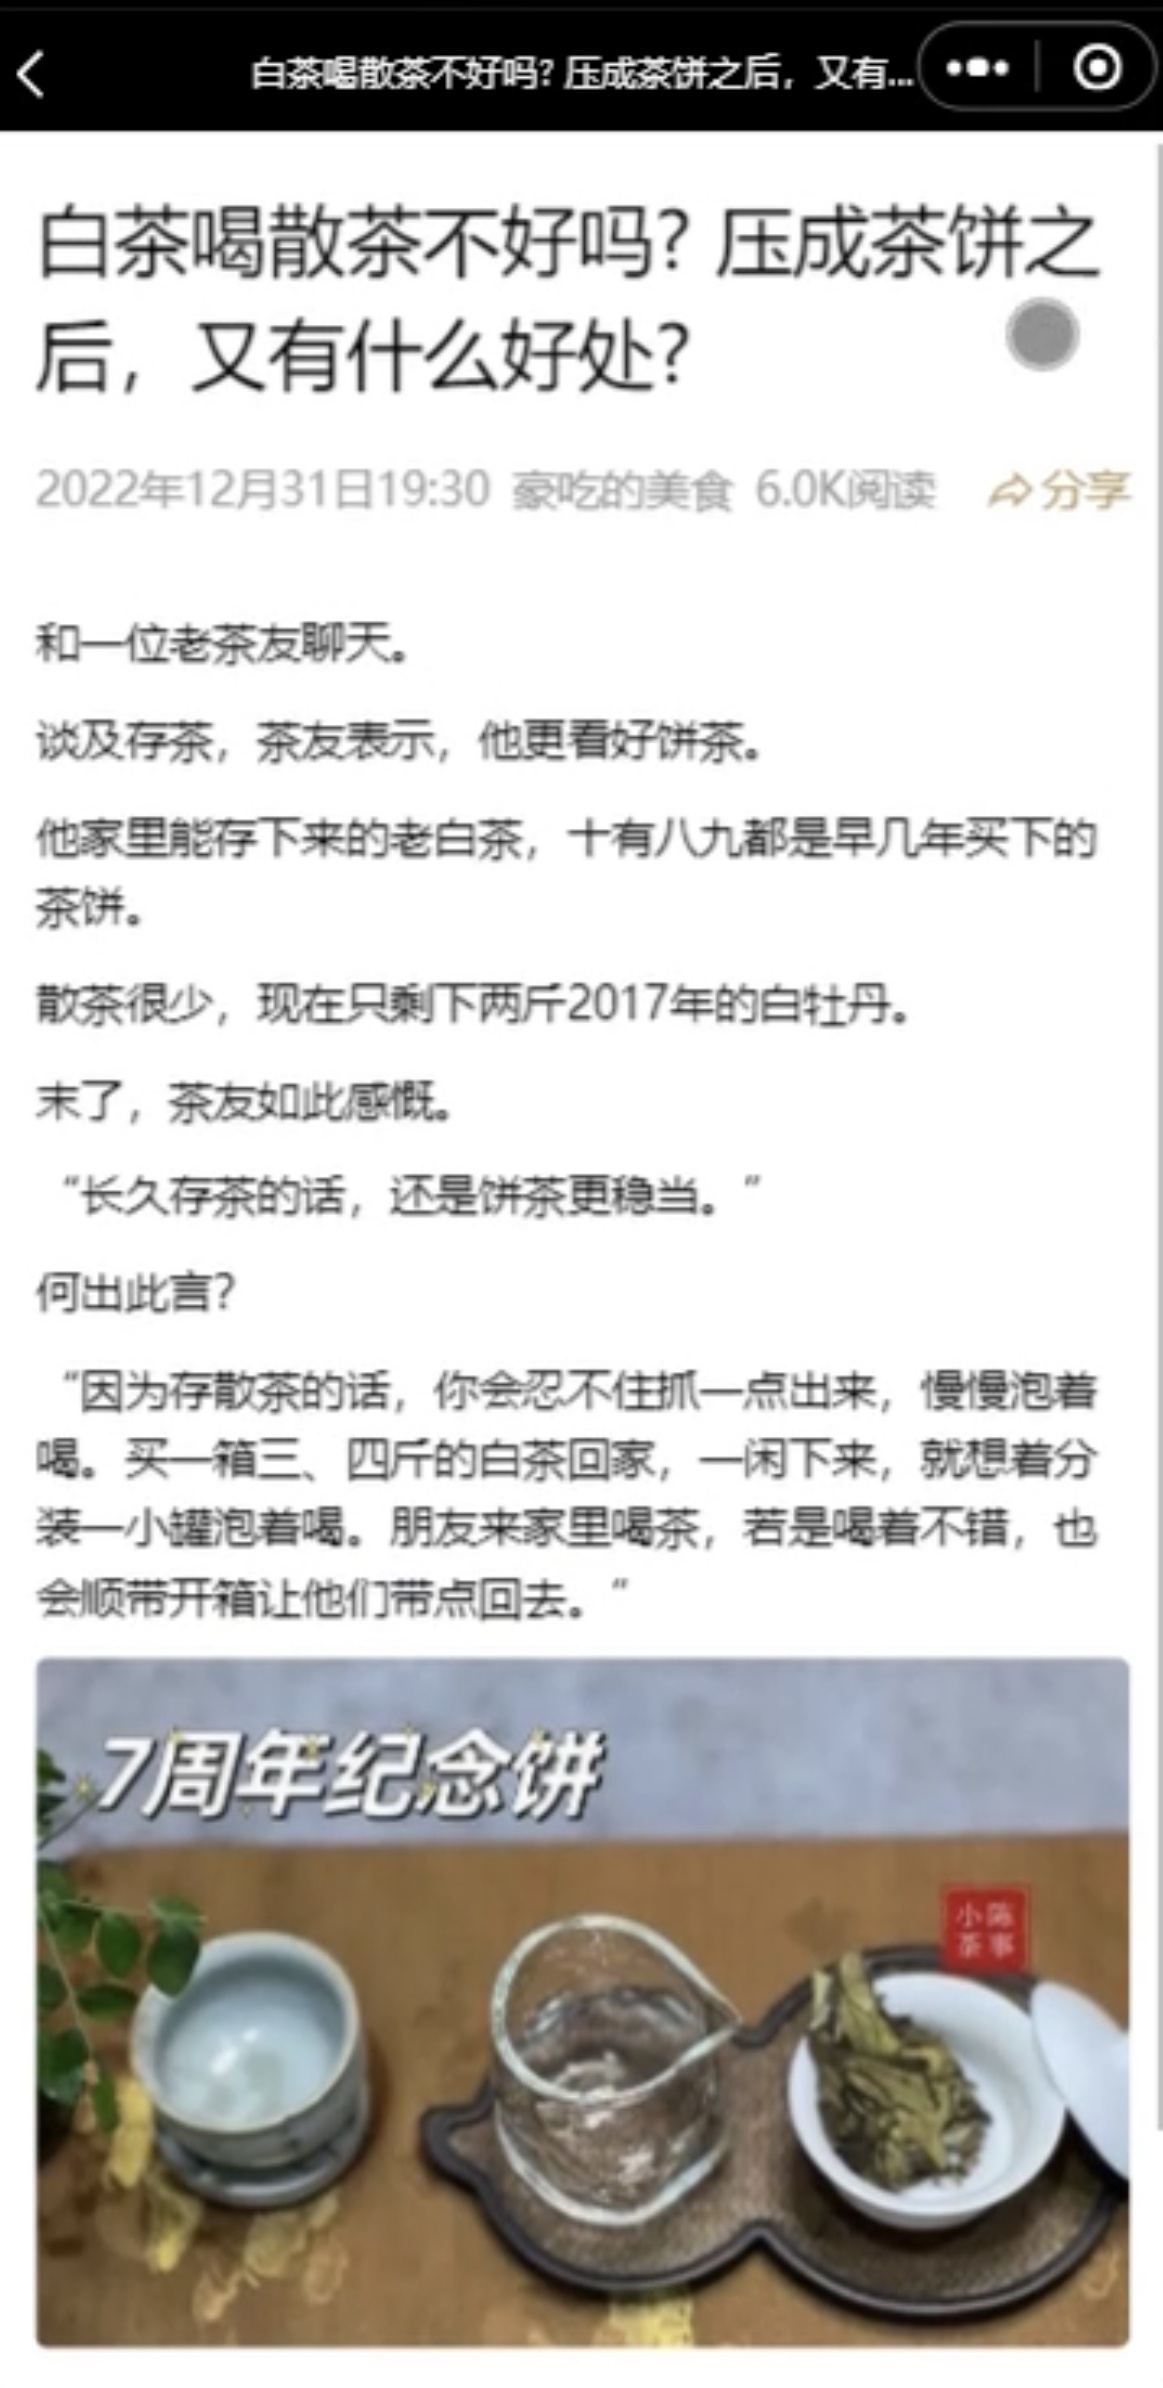 白茶喝散茶不好吗? 压成茶饼之后，又有...
白茶喝散茶不好吗? 压成茶饼之
后，又有什么好处?
2022年12月31日19:30 豪吃的美食 6.0K阅读 分享
和一位老茶友聊天。
谈及存茶，茶友表示，他更看好饼茶。
他家里能存下来的老白茶，十有八九都是早几年买下的
茶饼。
散茶很少，现在只剩下两斤2017年的白牡丹。
末了，茶友如此感慨。
“长久存茶的话，还是饼茶更稳当。”
何出此言?
“因为存散茶的话，你会忍不住抓一点出来，慢慢泡着
喝。买一箱三、四斤的白茶回家，一闲下来，就想着分
装一小罐泡着喝。朋友来家里喝茶，若是喝着不错，也
会顺带开箱让他们带点回去。“
7周年纪念饼
小陈
茶事